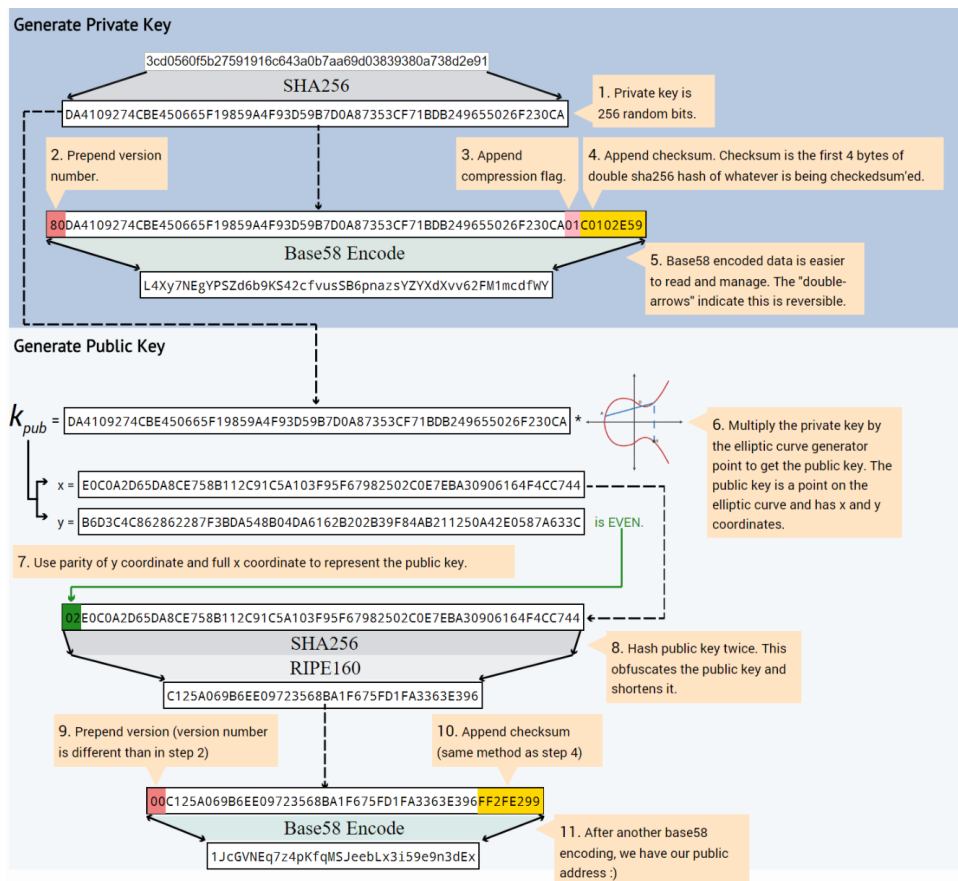 Generate Private Key
3cd0560f5b27591916c643a0b7aa69d03839380a738d2e91
SHA256
DA4109274CBE450665F19859A4F93D59B7D0A87353CF71BDB249655026F230CA
1. Private key is
256 random bits.
2. Prepend version
number.
3. Append
compression flag.
4. Append checksum. Checksum is the first 4 bytes of
double sha256 hash of whatever is being checkedsum'ed.
80DA4109274CBE450665F19859A4F93D59B7D0A87353CF71BDB249655026F230CA01C0102E59
Base58 Encode
L4Xy7NEgYPSZd6b9KS42cfvusSB6pnazsYZYXdXvv62FM1mcdfWY
5. Base58 encoded data is easier
to read and manage. The "double-
arrows" indicate this is reversible.
Generate Public Key
kpub = DA4109274CBE450665F19859A4F93D59B7D0A87353CF71BDB249655026F230CA *
6. Multiply the private key by
the elliptic curve generator
point to get the public key. The
public key is a point on the
elliptic curve and has x and y
coordinates.
x = E0C0A2D65DA8CE758B112C91C5A103F95F67982502C0E7EBA30906164F4CC744
y = B6D3C4C862862287F3BDA548B04DA6162B202B39F84AB211250A42E0587A633C is EVEN.
7. Use parity of y coordinate and full x coordinate to represent the public key.
02E0C0A2D65DA8CE758B112C91C5A103F95F67982502C0E7EBA30906164F4CC744
SHA256
RIPE160
8. Hash public key twice. This
obfuscates the public key and
shortens it.
C125A069B6EE09723568BA1F675FD1FA3363E396
9. Prepend version (version number
is different than in step 2)
10. Append checksum
(same method as step 4)
00C125A069B6EE09723568BA1F675FD1FA3363E396FF2FE299
Base58 Encode
1JcGVNEq7z4pKfqMSJeebLx3i59e9n3dEx
11. After another base58
encoding, we have our public
address :)